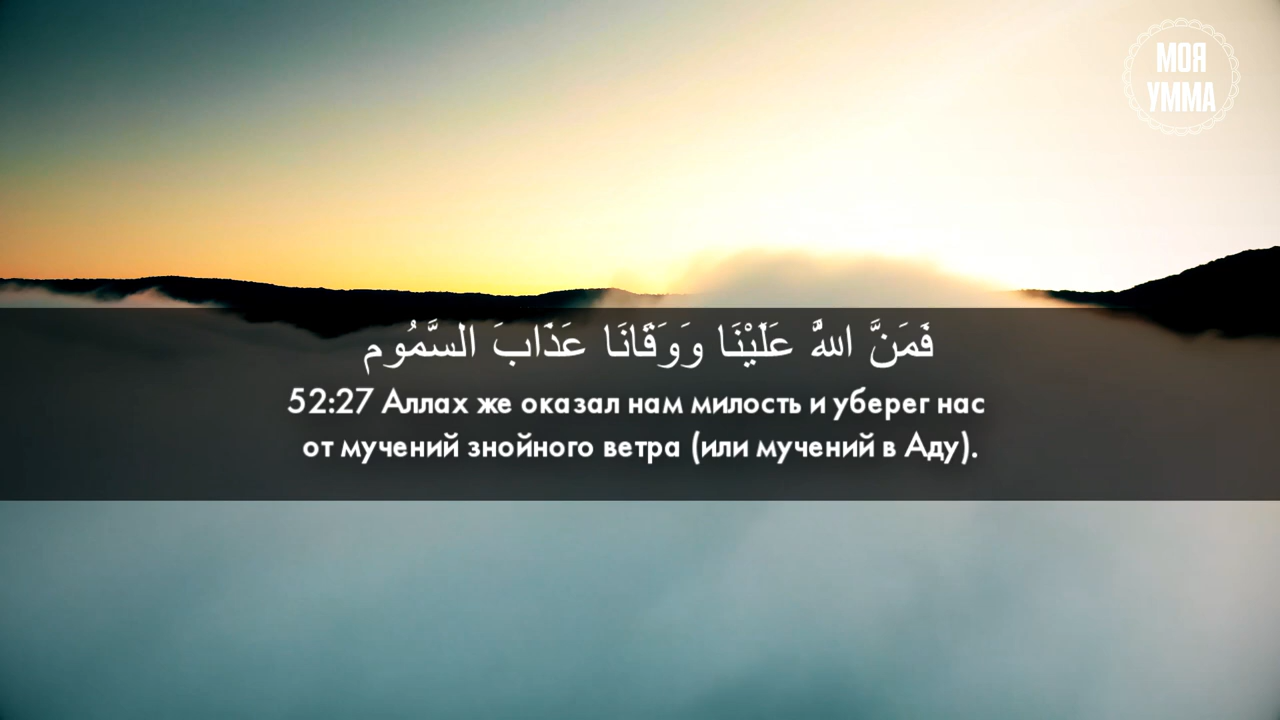 МОЯ
УММА
فَمَنَّ اللَّهُ عَلَيْنَا وَوَقَانَا عَذَابَ السَّمُومِ
52:27 Аллах же оказал нам милость и уберег нас
от мучений знойного ветра (или мучений в Аду).